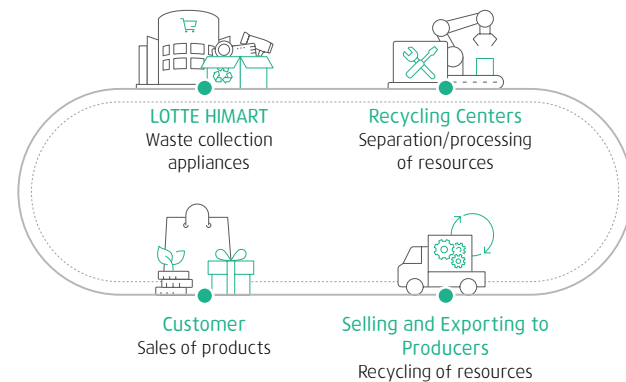 LOTTE HIMART
Waste collection
appliances
Recycling Centers
Separation/processing
of resources
Customer
Sales of products
Selling and Exporting to
Producers
Recycling of resources